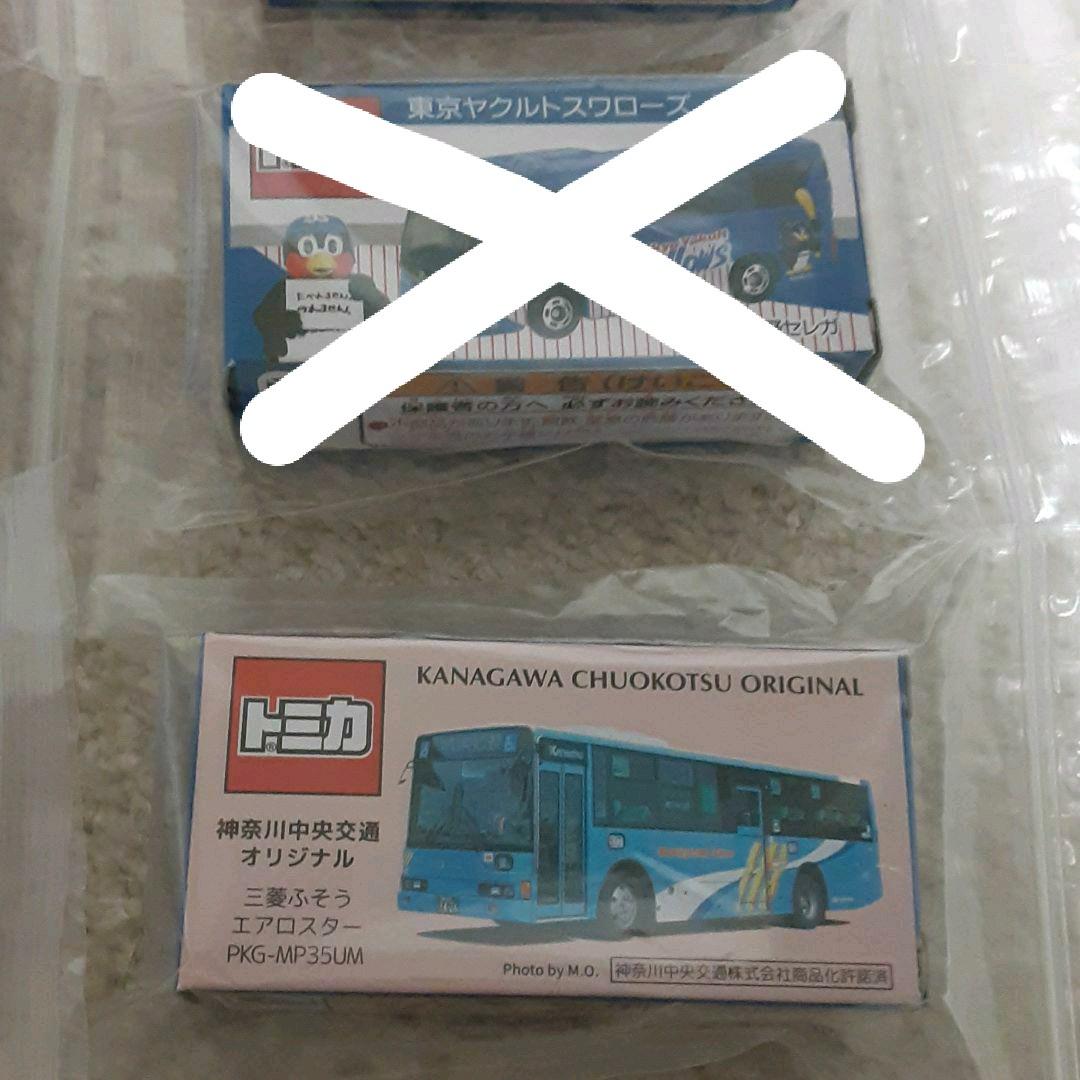 東京ヤクルトスワローズ
セレガ
保護者の方へ 必ずお読みくだ
KANAGAWA CHUOKOTSU ORIGINAL
トミカ
®
神奈川中央交通
オリジナル
三菱ふそう
エアロスター
PKG-MP35UM
Photo by M.O.
神奈川中央交通株式会社商品化許諾済